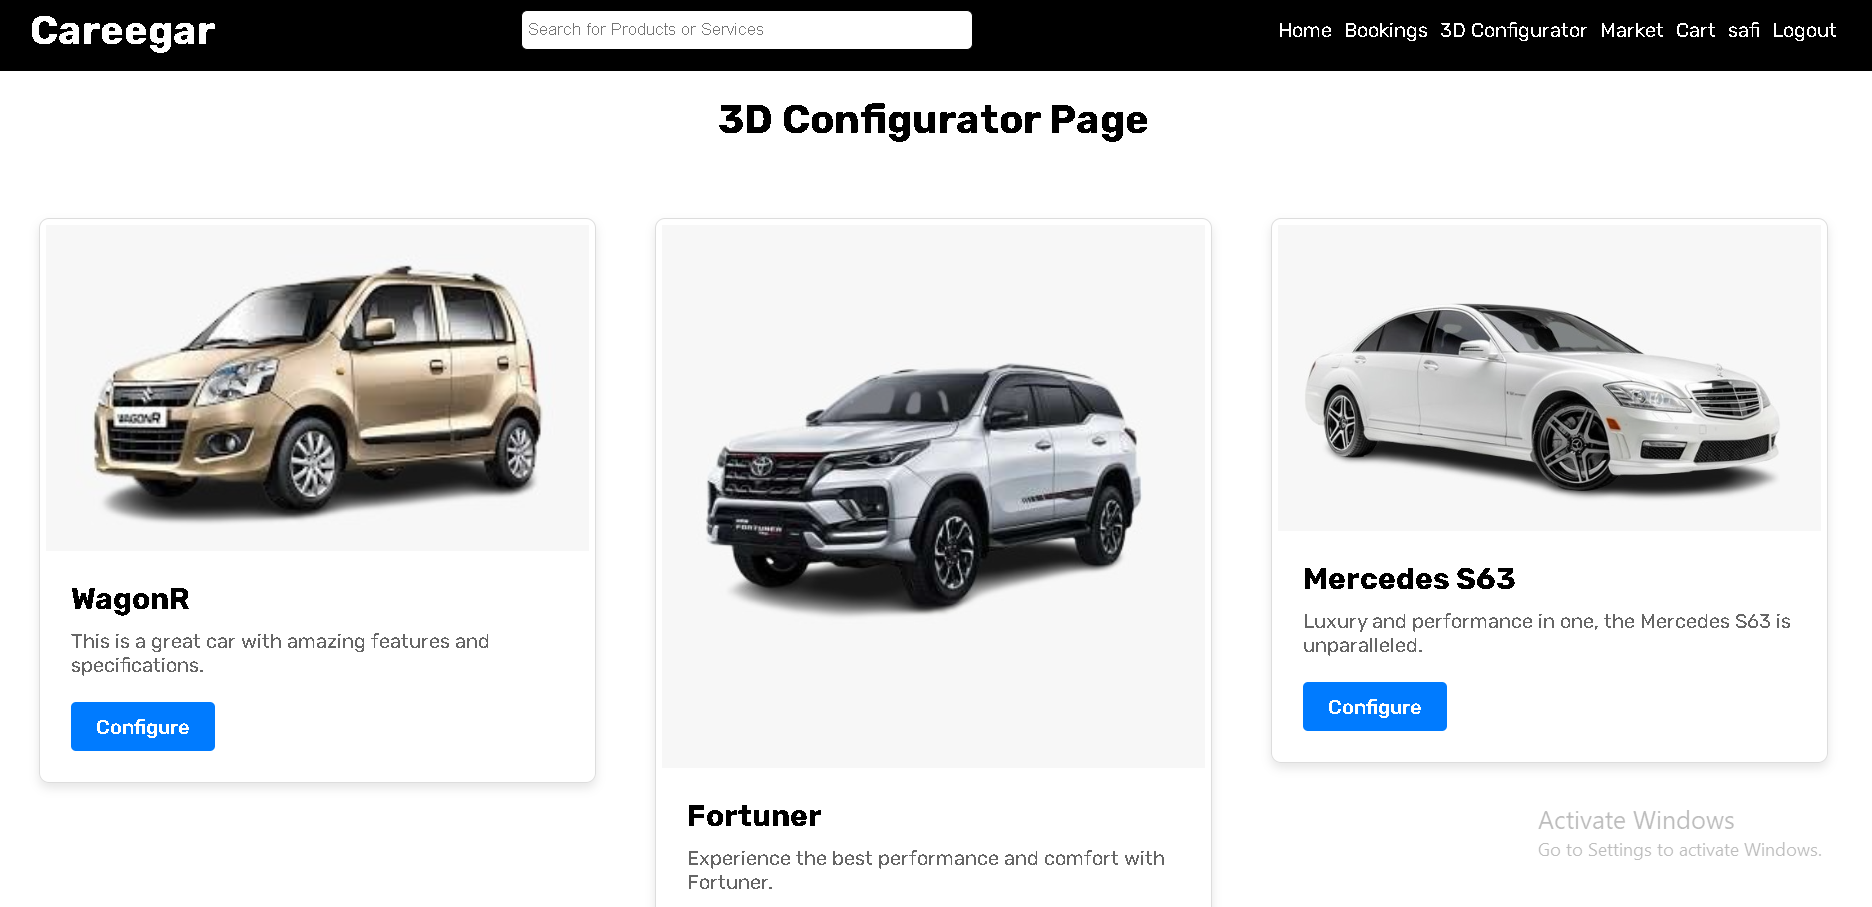 Careegar
Search for Products or Services
Home Bookings 3D Configurator Market Cart safi Logout
3D Configurator Page
WAGONR
WagonR
This is a great car with amazing features and
specifications.
Configure
FORTUNER
Fortuner
Experience the best performance and comfort with
Fortuner.
Mercedes S63
Luxury and performance in one, the Mercedes S63 is
unparalleled.
Configure
Activate Windows
Go to Settings to activate Windows.